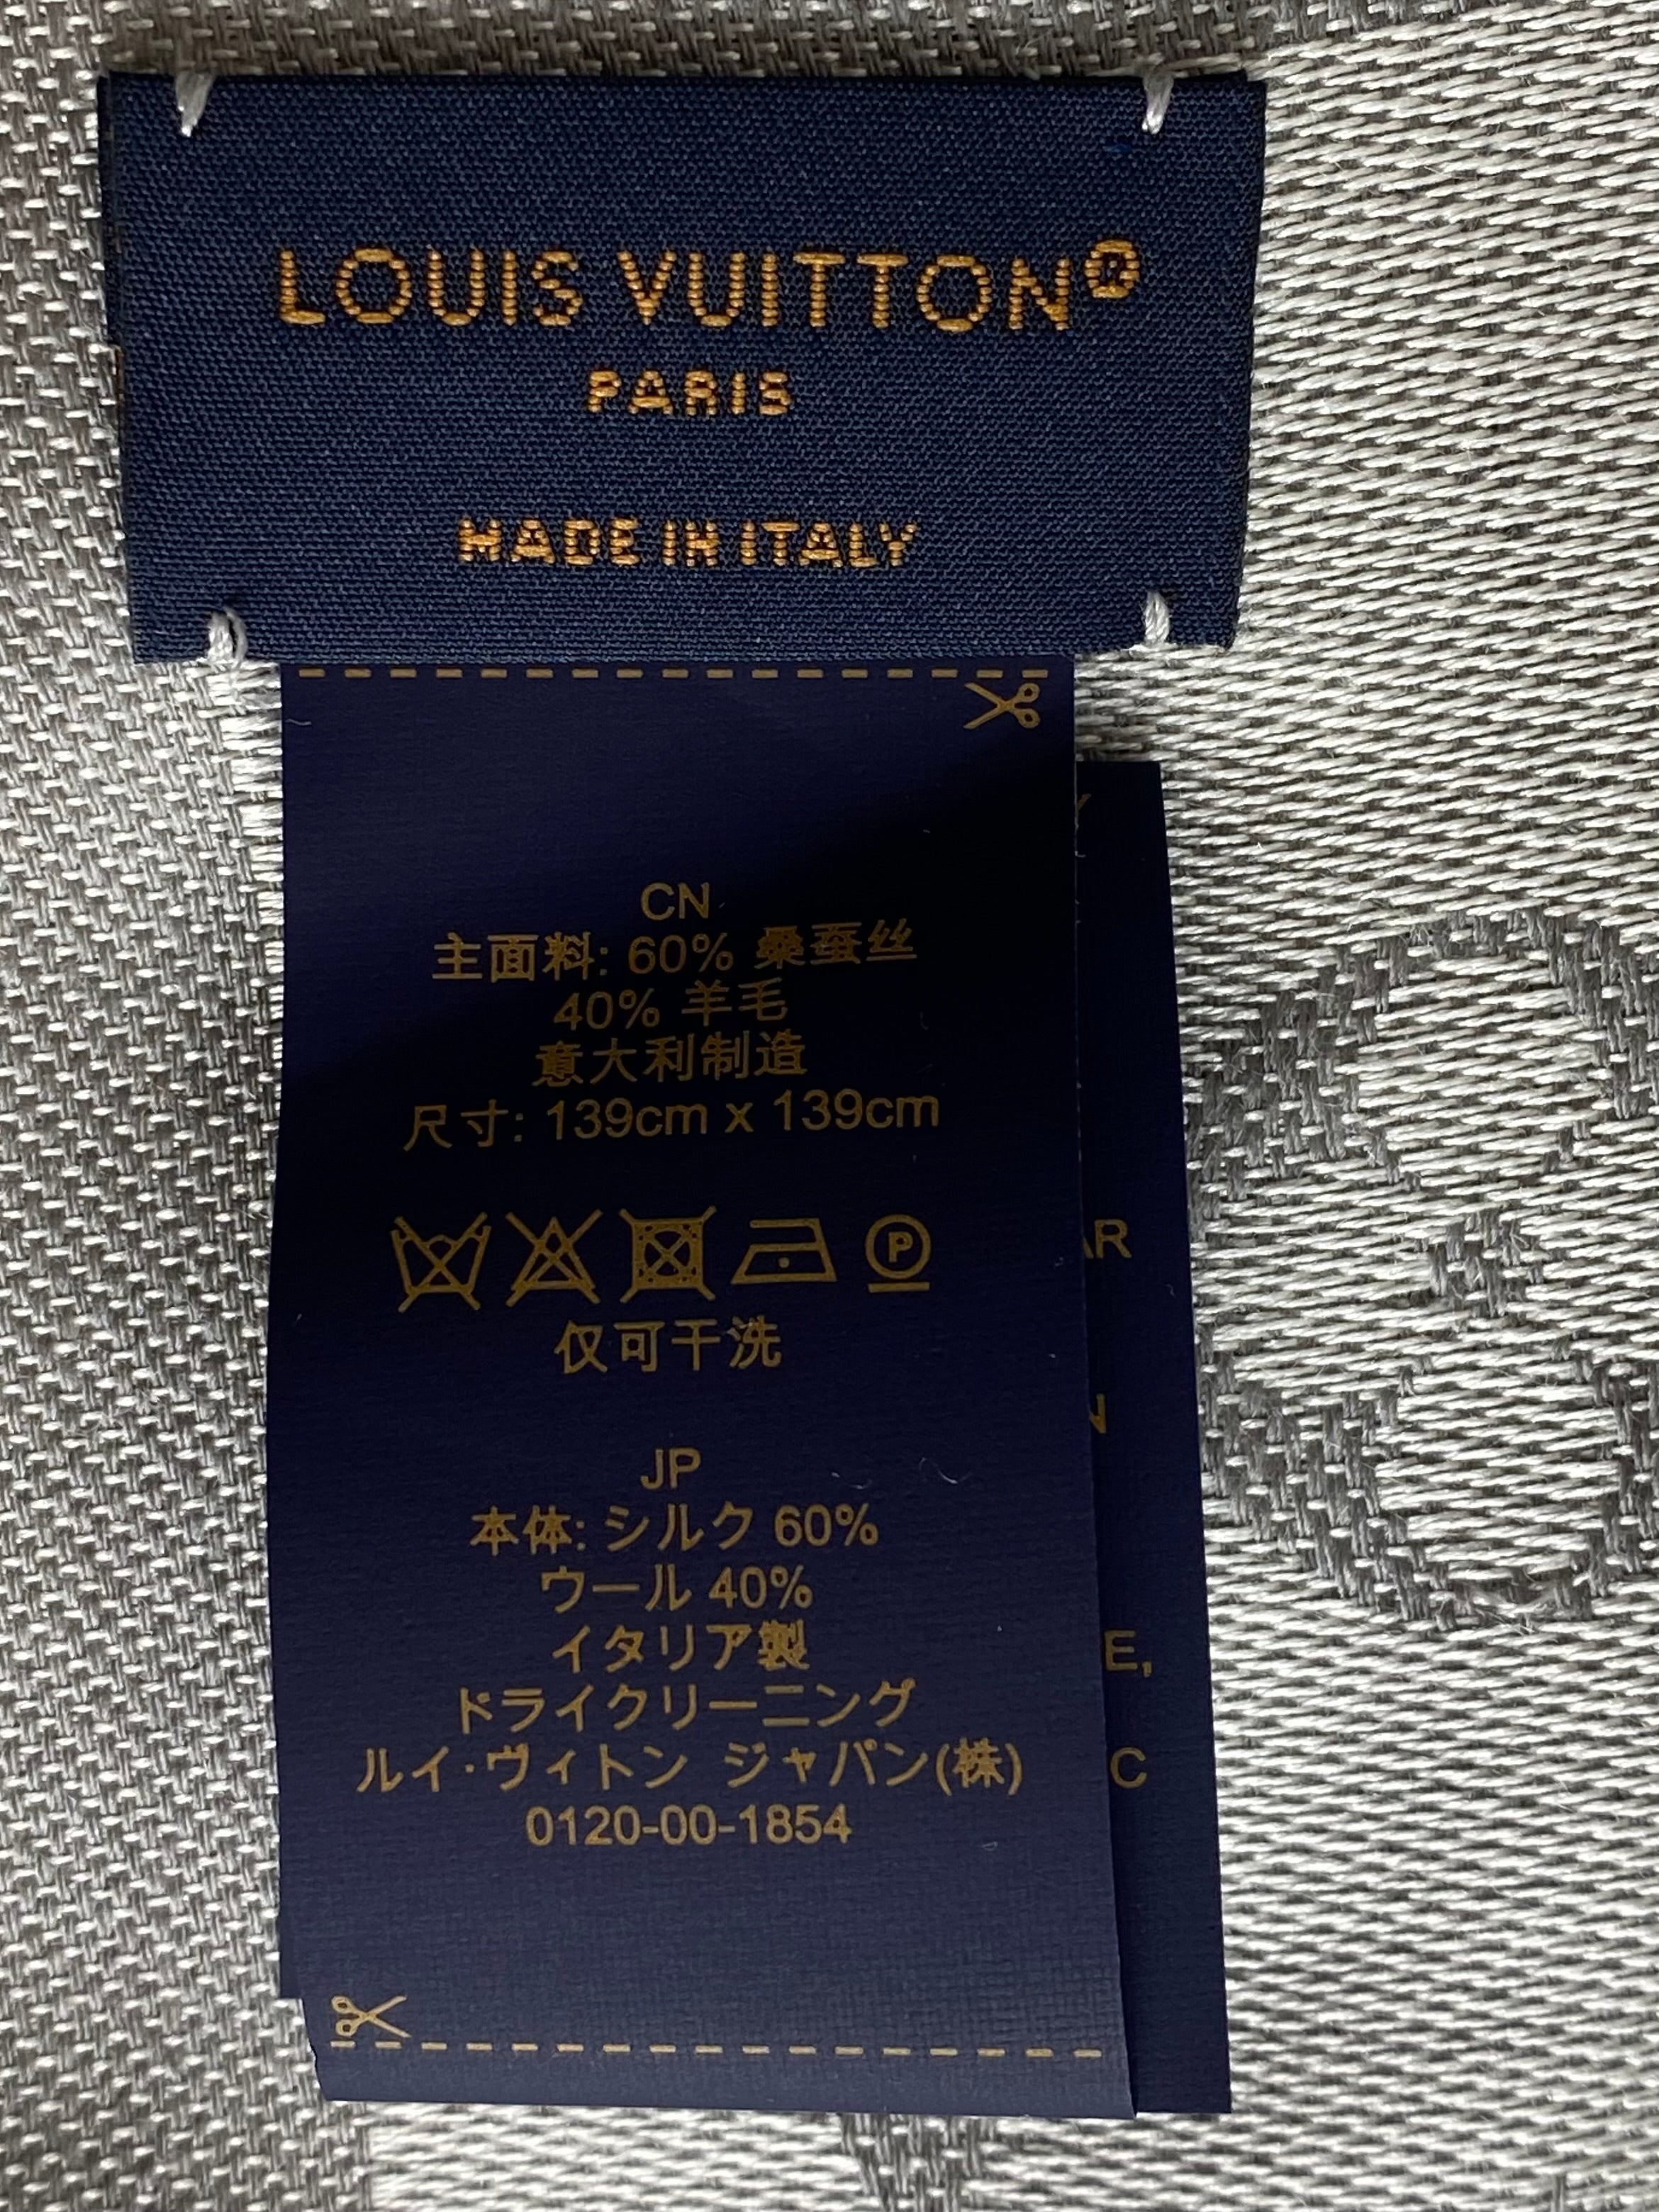 LOUIS VUITTON®
PARIS
MADE IN ITALY
CN
主面料: 60% 桑蚕丝
40% 羊毛
意大利制造
尺寸: 139cm x 139cm
P
仅可干洗
JP
本体: シルク 60%
ウール 40%
イタリア製
ドライクリーニング
ルイ·ヴィトン ジャパン(株)
0120-00-1854
AR
N
E,
C